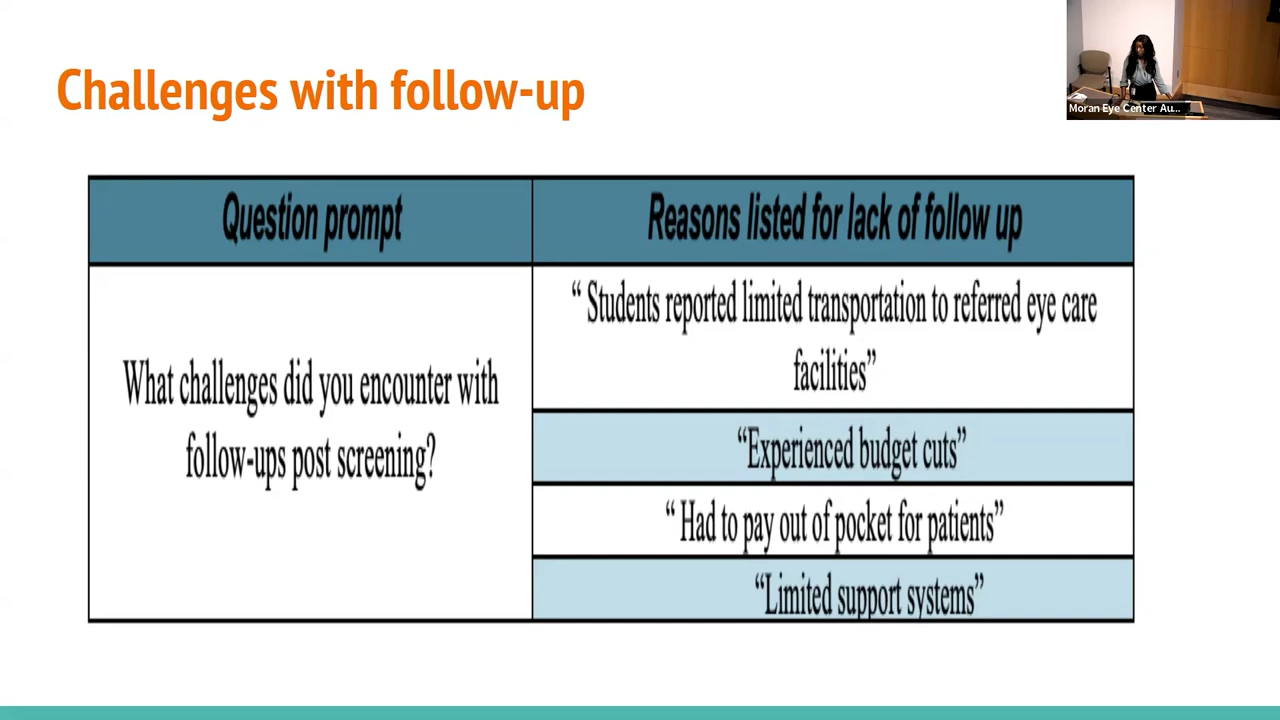 Challenges with follow-up
Moran Eye Center Au...
Question prompt
Reasons listed for lack of follow up
What challenges did you encounter with
follow-ups post screening?
“ Students reported limited transportation to referred eye care
facilities”
“Experienced budget cuts”
“ Had to pay out of pocket for patients”
“Limited support systems”